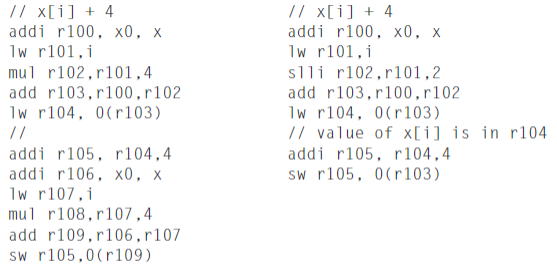 // x[i] + 4
addi r100, x0, x
lw r101,i
mul r102,r101,4
add r103,r100,r102
lw r104, 0(r103)
//
addi r105, r104,4
addi r106, x0, x
lw r107,i
mul r108,r107,4
add r109,r106,r107
sw r105,0(r109)
// x[i] + 4
addi r100, x0, x
lw r101,i
slli r102,r101,2
add r103,r100,r102
lw r104, 0(r103)
// value of x[i] is in r104
addi r105, r104,4
sw r105, 0(r103)